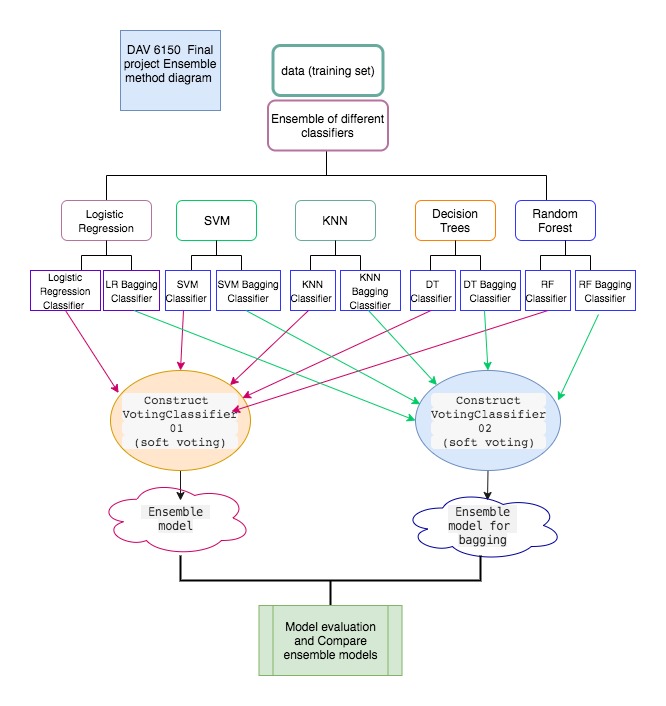 DAV 6150 Final
project Ensemble
method diagram
data (training set)
Ensemble of different
classifiers
Logistic
Regression
SVM
KNN
Decision
Trees
Random
Forest
Logistic
Regression
Classifier
LR Bagging
Classifier
SVM
Classifier
SVM Bagging
Classifier
KNN
Classifier
KNN
Bagging
Classifier
DT
Classifier
DT Bagging
Classifier
RF
Classifier
RF Bagging
Classifier
Construct
VotingClassifier
01
(soft voting)
Construct
VotingClassifier
02
(soft voting)
Ensemble
model
Ensemble
model for
bagging
Model evaluation
and Compare
ensemble models